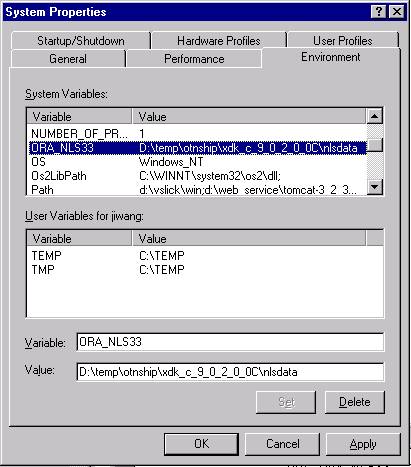 System Properties
Startup/Shutdown Hardware Profiles User Profiles
General Performance Environment
System Variables:
Variable Value
NUMBER_OF_PR... 1
ORA_NLS33 D:\temp\otnship\xdk_c_9_0_2_0_0C\nlsdata
OS Windows_NT
Os2LibPath C:\WINNT\system32\os2\dll;
Path d:\vslick\win;d:\web_service\tomcat-3_2_3...
User Variables for jiwang:
Variable Value
TEMP C:\TEMP
TMP C:\TEMP
Variable: ORA_NLS33
Value: D:\temp\otnship\xdk_c_9_0_2_0_0C\nlsdata
Set Delete
OK Cancel Apply